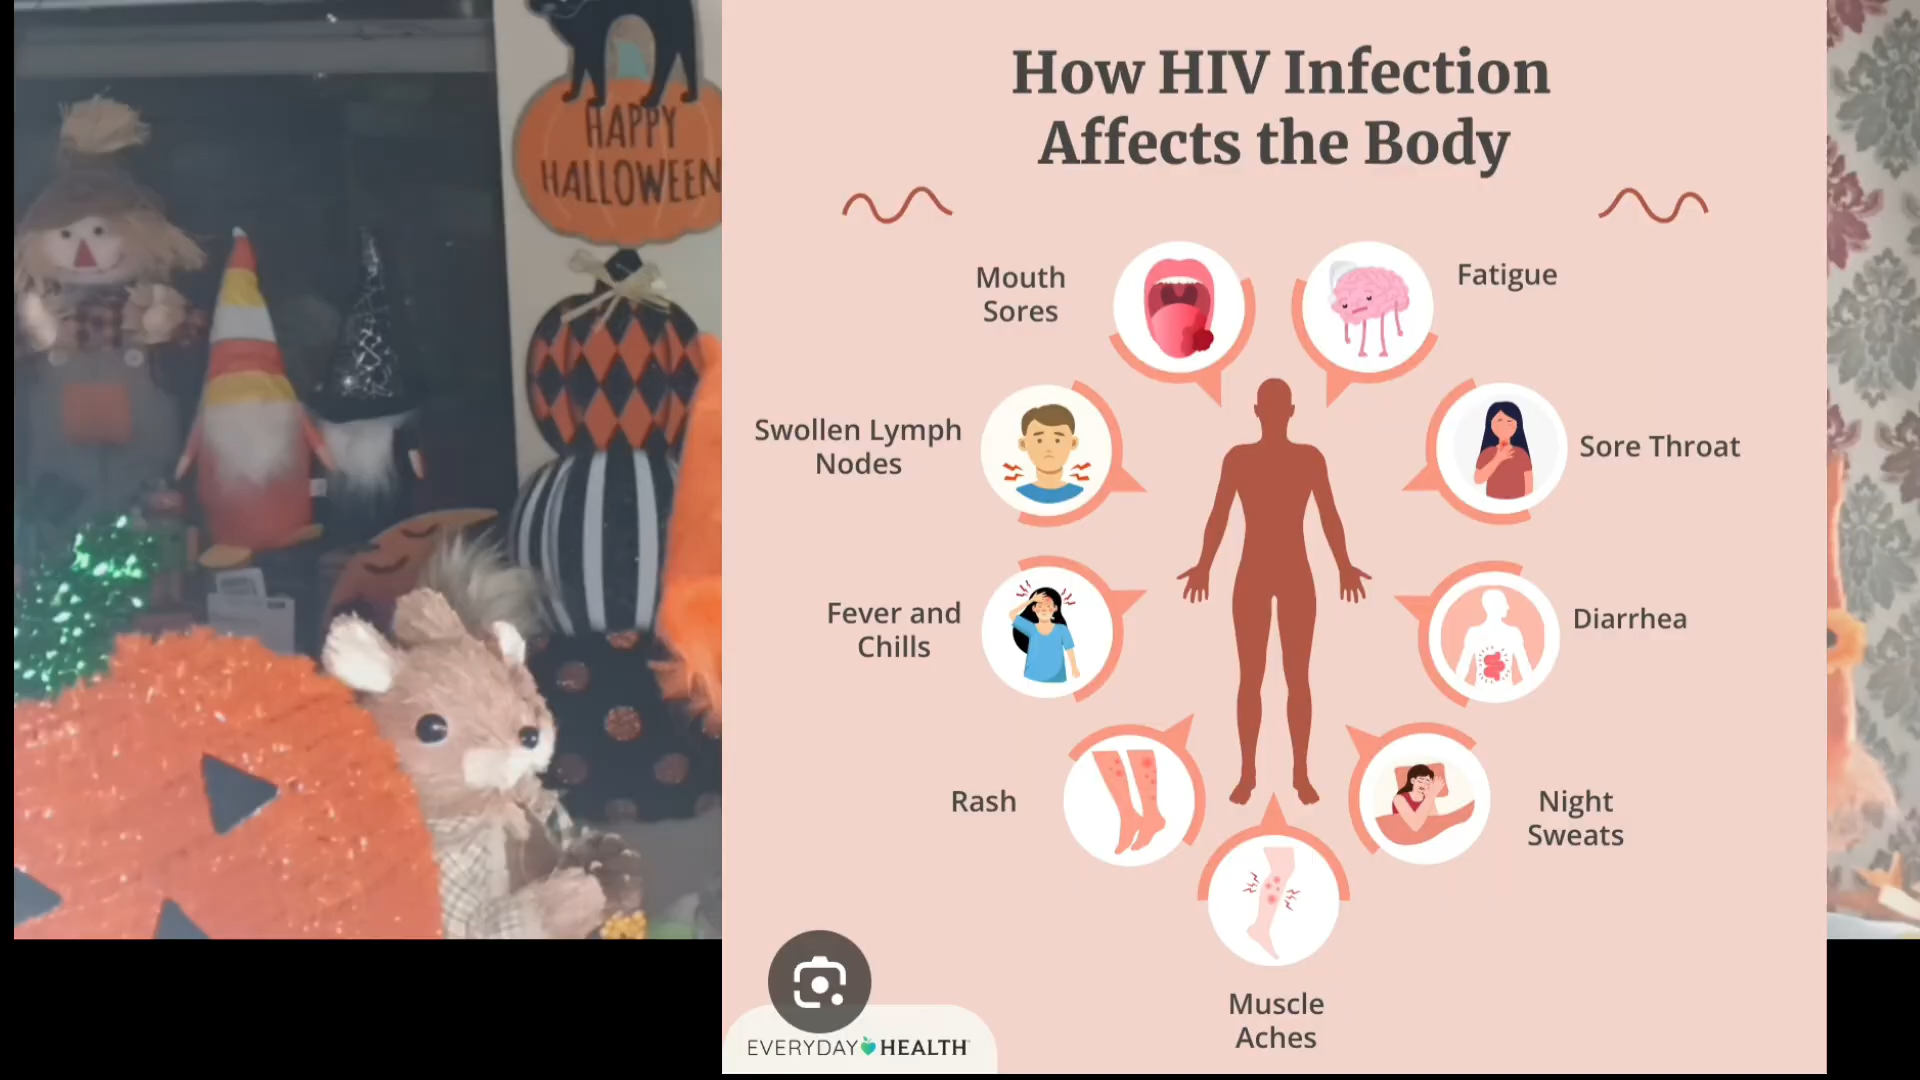 HAPPY
HALLOWEEN
How HIV Infection
Affects the Body
Mouth
Sores
Fatigue
Swollen Lymph
Nodes
Sore Throat
Fever and
Chills
Diarrhea
Rash
Night
Sweats
Muscle
Aches
EVERYDAY HEALTH